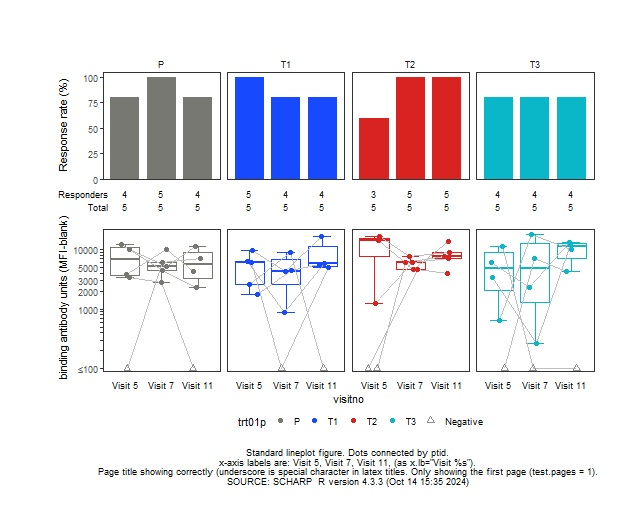 P T1 T2 T3
Response rate (%)
100
75
50
25
0
Responders 4 5 4 5 4 4 3 5 5 4 4 4
Total 5 5 5 5 5 5 5 5 5 5 5 5
binding antibody units (MFI-blank)
10000
5000
3000
2000
1000
≤100
Visit 5 Visit 7 Visit 11 Visit 5 Visit 7 Visit 11 Visit 5 Visit 7 Visit 11 Visit 5 Visit 7 Visit 11
visitno
trt01p P T1 T2 T3 Negative
Standard lineplot figure. Dots connected by ptid.
x-axis labels are: Visit 5, Visit 7, Visit 11, (as x.lb="Visit %s").
Page title showing correctly (underscore is special character in latex titles. Only showing the first page (test.pages = 1).
SOURCE: SCHARP R version 4.3.3 (Oct 14 15:35 2024)